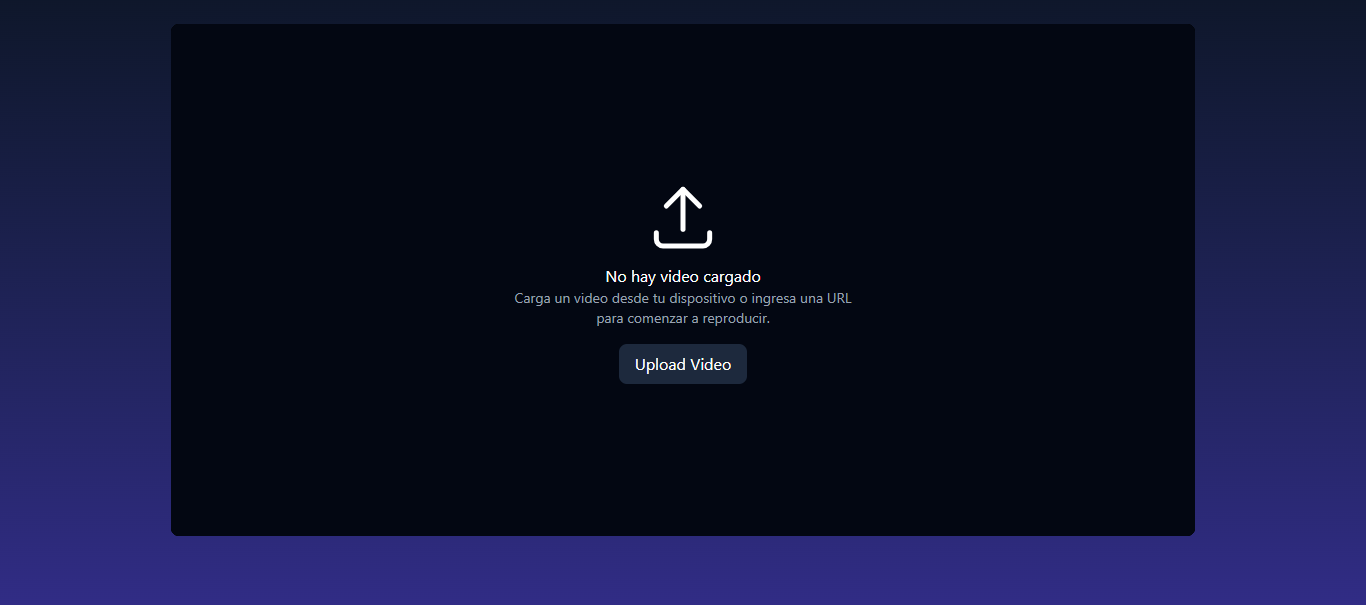 No hay video cargado
Carga un video desde tu dispositivo o ingresa una URL
para comenzar a reproducir.
Upload Video